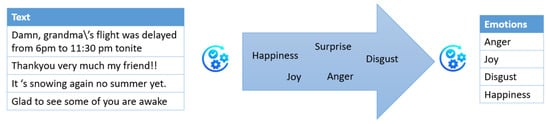 Text
Damn, grandma\'s flight was delayed
from 6pm to 11:30 pm tonite
Thankyou very much my friend!!
It 's snowing again no summer yet.
Glad to see some of you are awake
Surprise
Happiness
Disgust
Joy
Anger
Emotions
Anger
Joy
Disgust
Happiness